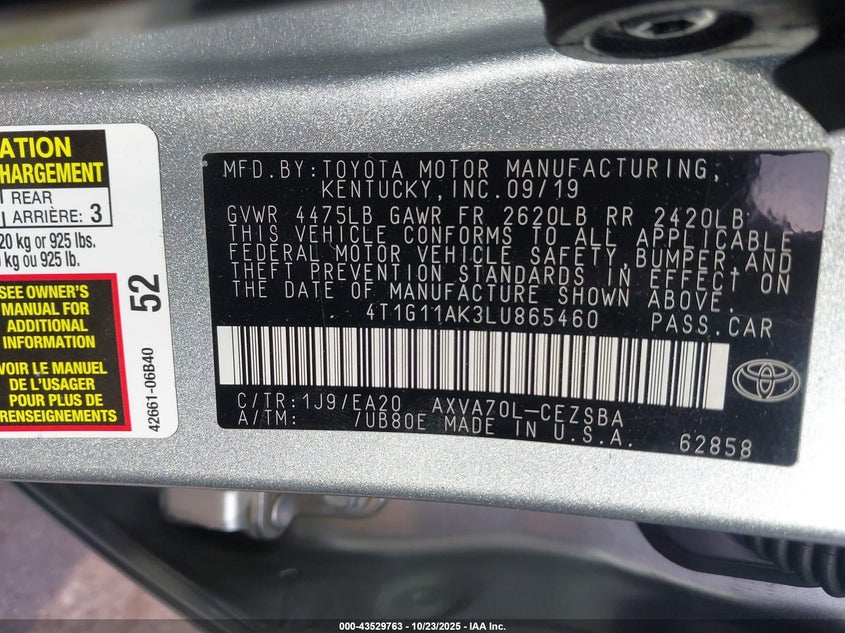 ATION
CHARGEMENT
REAR
ARRIÈRE: 3
20 kg or 925 lbs.
kg ou 925 lb.
SEE OWNER'S
MANUAL FOR
ADDITIONAL
INFORMATION
VOIR LE MANUEL
DE L'USAGER
POUR PLUS DE
RENSEIGNEMENTS
52
42661-06B40
MFD.BY:TOYOTA MOTOR MANUFACTURING,
KENTUCKY,INC.09/19
GVWR 4475LB GAWR FR 2620LB RR 2420LB
THIS VEHICLE CONFORMS TO ALL APPLICABLE
FEDERAL MOTOR VEHICLE SAFETY,BUMPER,AND
THEFT PREVENTION STANDARDS IN EFFECT ON
THE DATE OF MANUFACTURE SHOWN ABOVE.
4T1G11AK3LU865460 PASS.CAR
C/TR:1J9/EA20 AXVA70L-CEZSBA
A/TM: /UB80E MADE IN U.S.A.
62858
TOYOTA
000-43529763 - 10/23/2025 - IAA Inc.